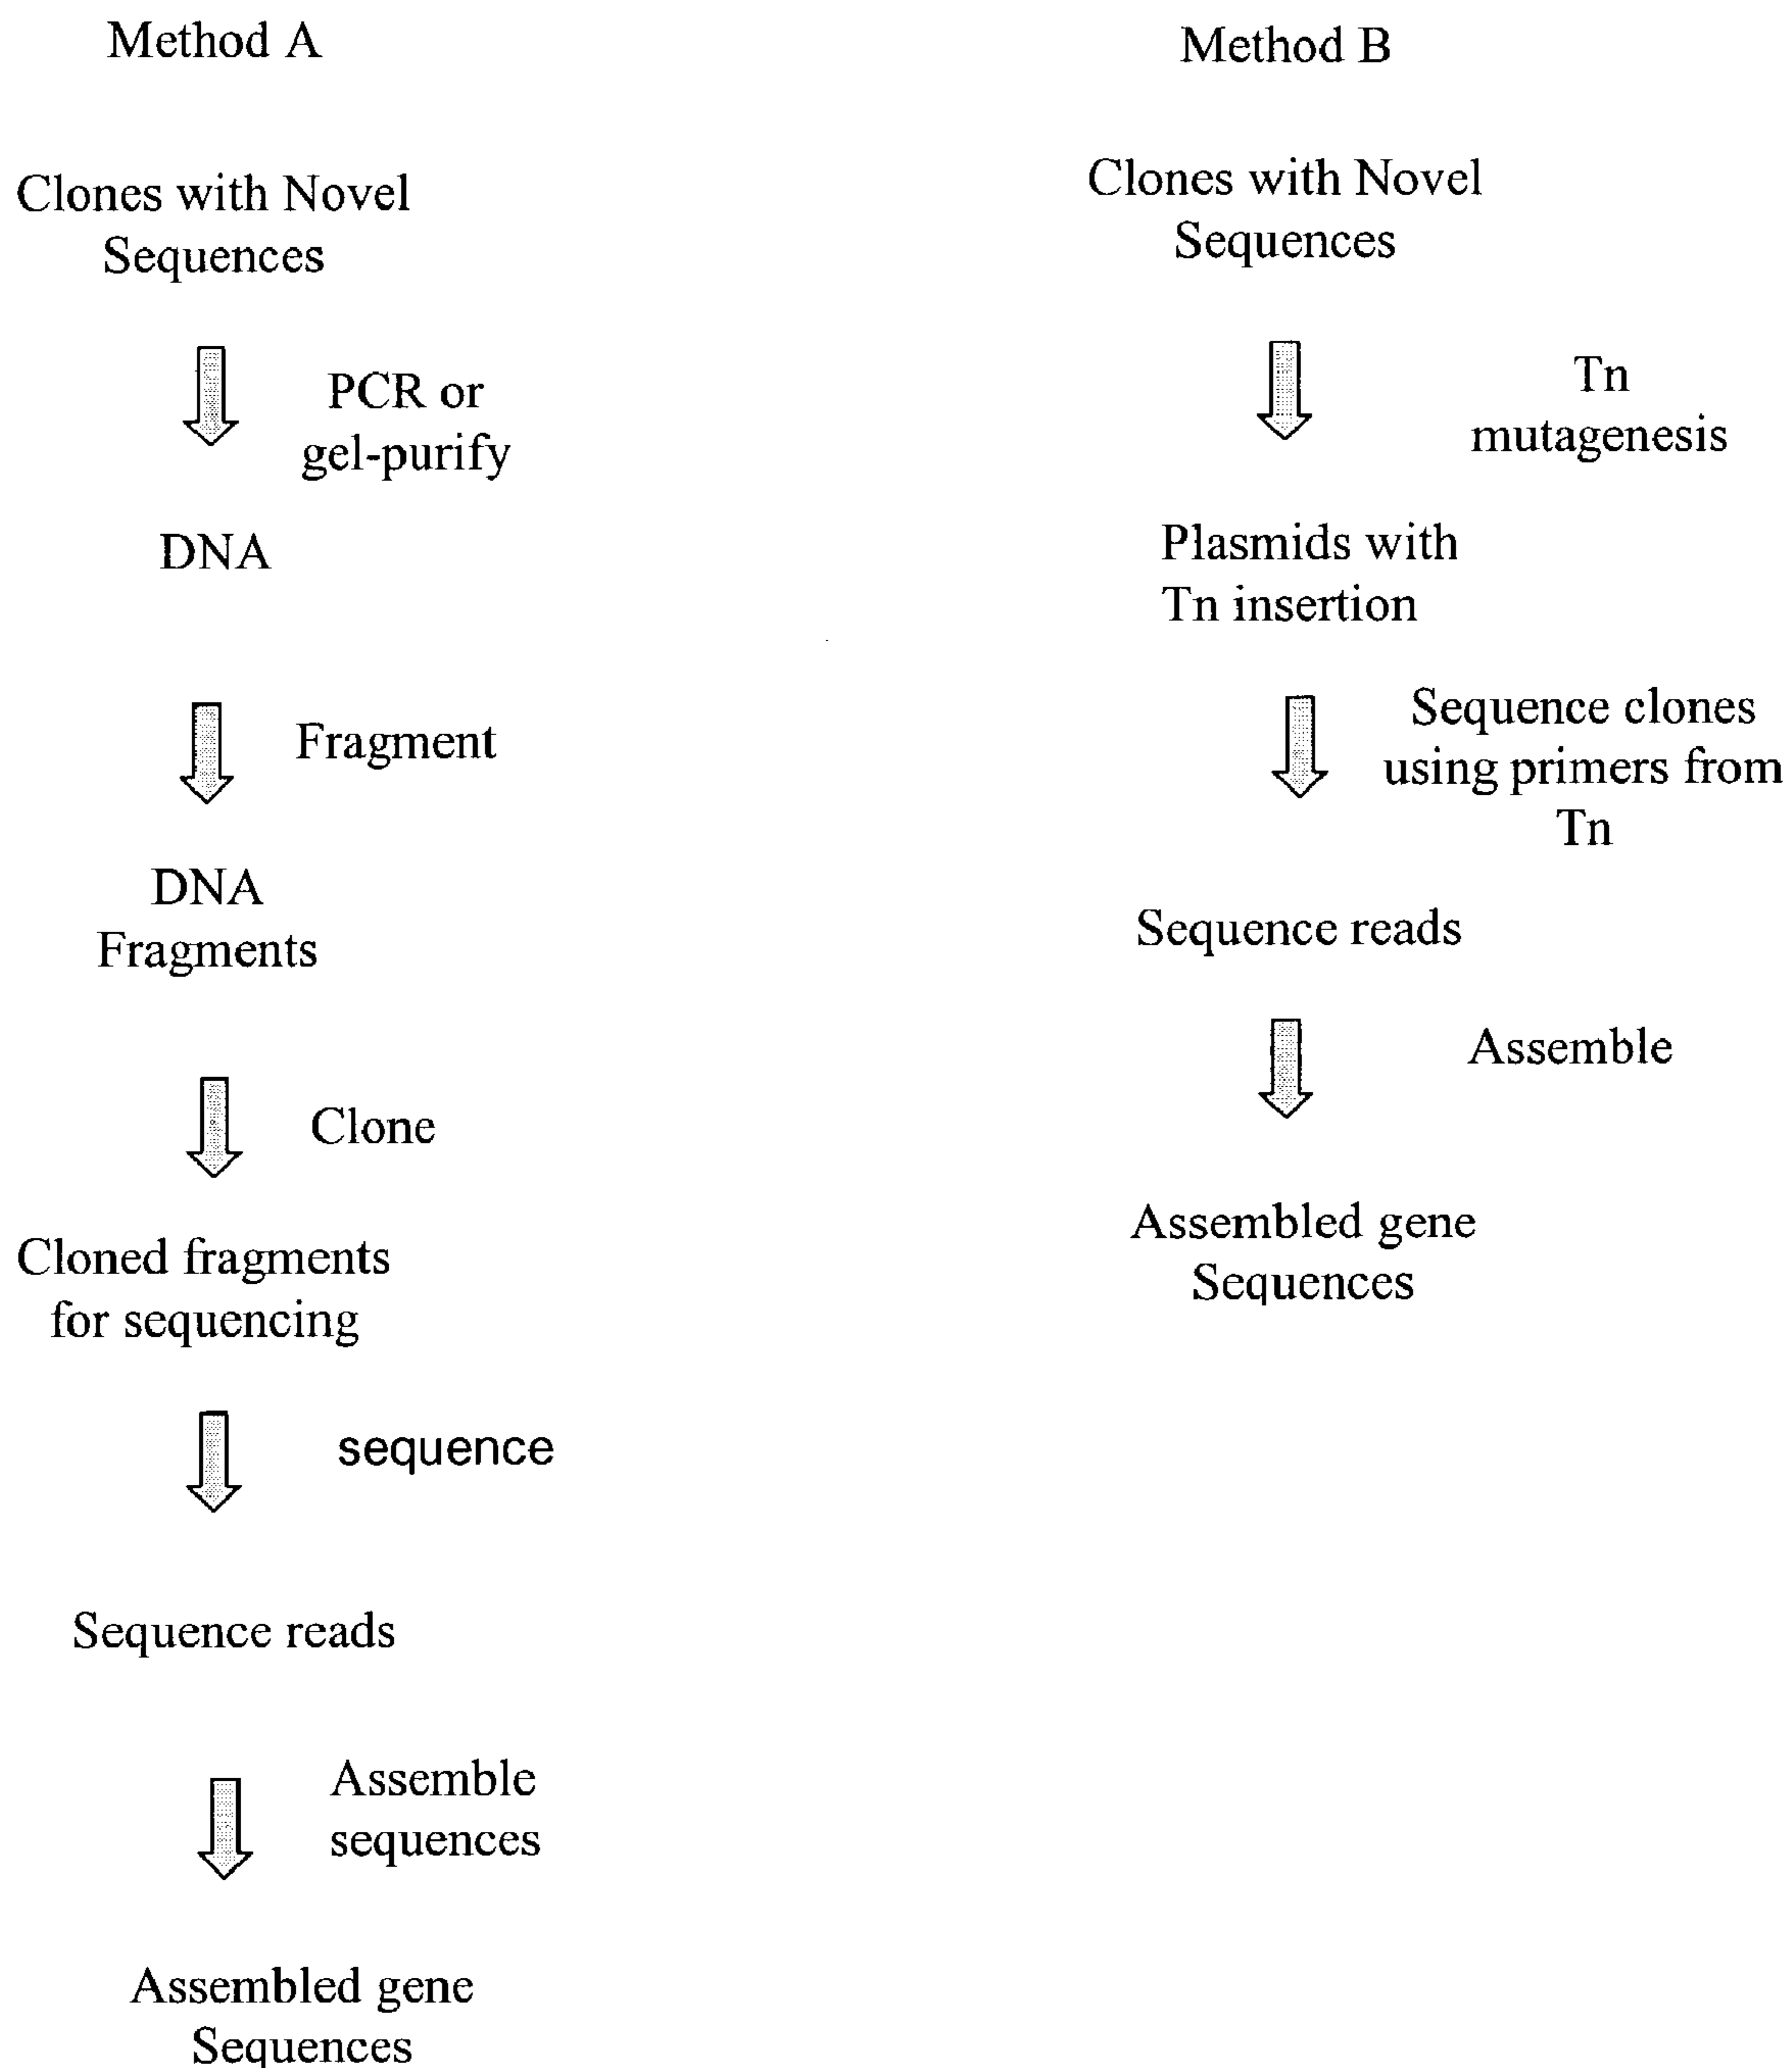 Method A
Clones with Novel
Sequences
PCR or
gel-purify
DNA
Fragment
DNA
Fragments
Clone
Cloned fragments
for sequencing
sequence
Sequence reads
Assemble
sequences
Assembled gene
Sequences
Method B
Clones with Novel
Sequences
Tn
mutagenesis
Plasmids with
Tn insertion
Sequence clones
using primers from
Tn
Sequence reads
Assemble
Assembled gene
Sequences